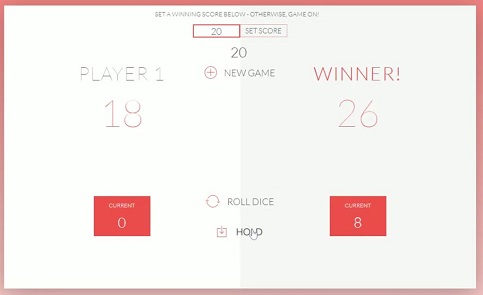 SET A WINNING SCORE BELOW - OTHERWISE, GAME ON!
20 SET SCORE
20
PLAYER 1
NEW GAME
WINNER!
18
26
CURRENT
0
ROLL DICE
HOLD
CURRENT
8